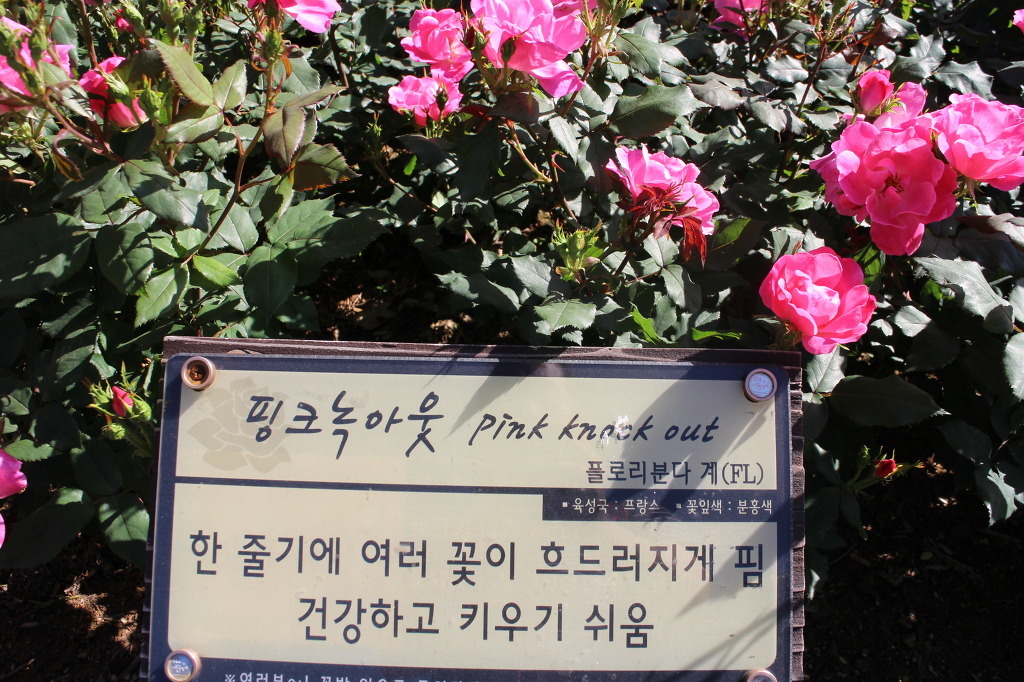 핑크녹아웃 Pink knock out
플로리분다 계(FL)
▪육성국 : 프랑스 ▪꽃잎색 : 분홍색
한 줄기에 여러 꽃이 흐드러지게 핌
건강하고 키우기 쉬움